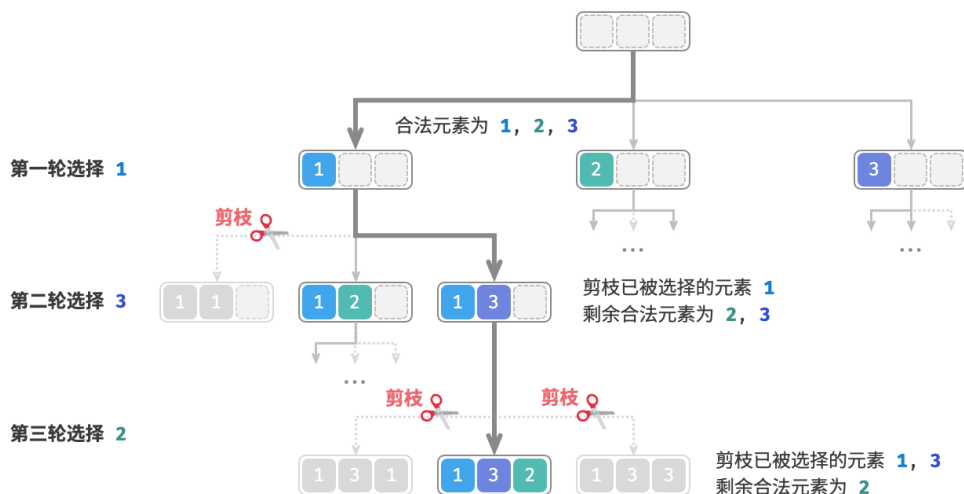 合法元素为 1, 2, 3
第一轮选择 1
1
2
3
剪枝
...
...
第二轮选择 3
1 1
1 2
1 3
剪枝已被选择的元素 1
剩余合法元素为 2, 3
...
剪枝
剪枝
第三轮选择 2
1 3 1
1 3 2
1 3 3
剪枝已被选择的元素 1, 3
剩余合法元素为 2